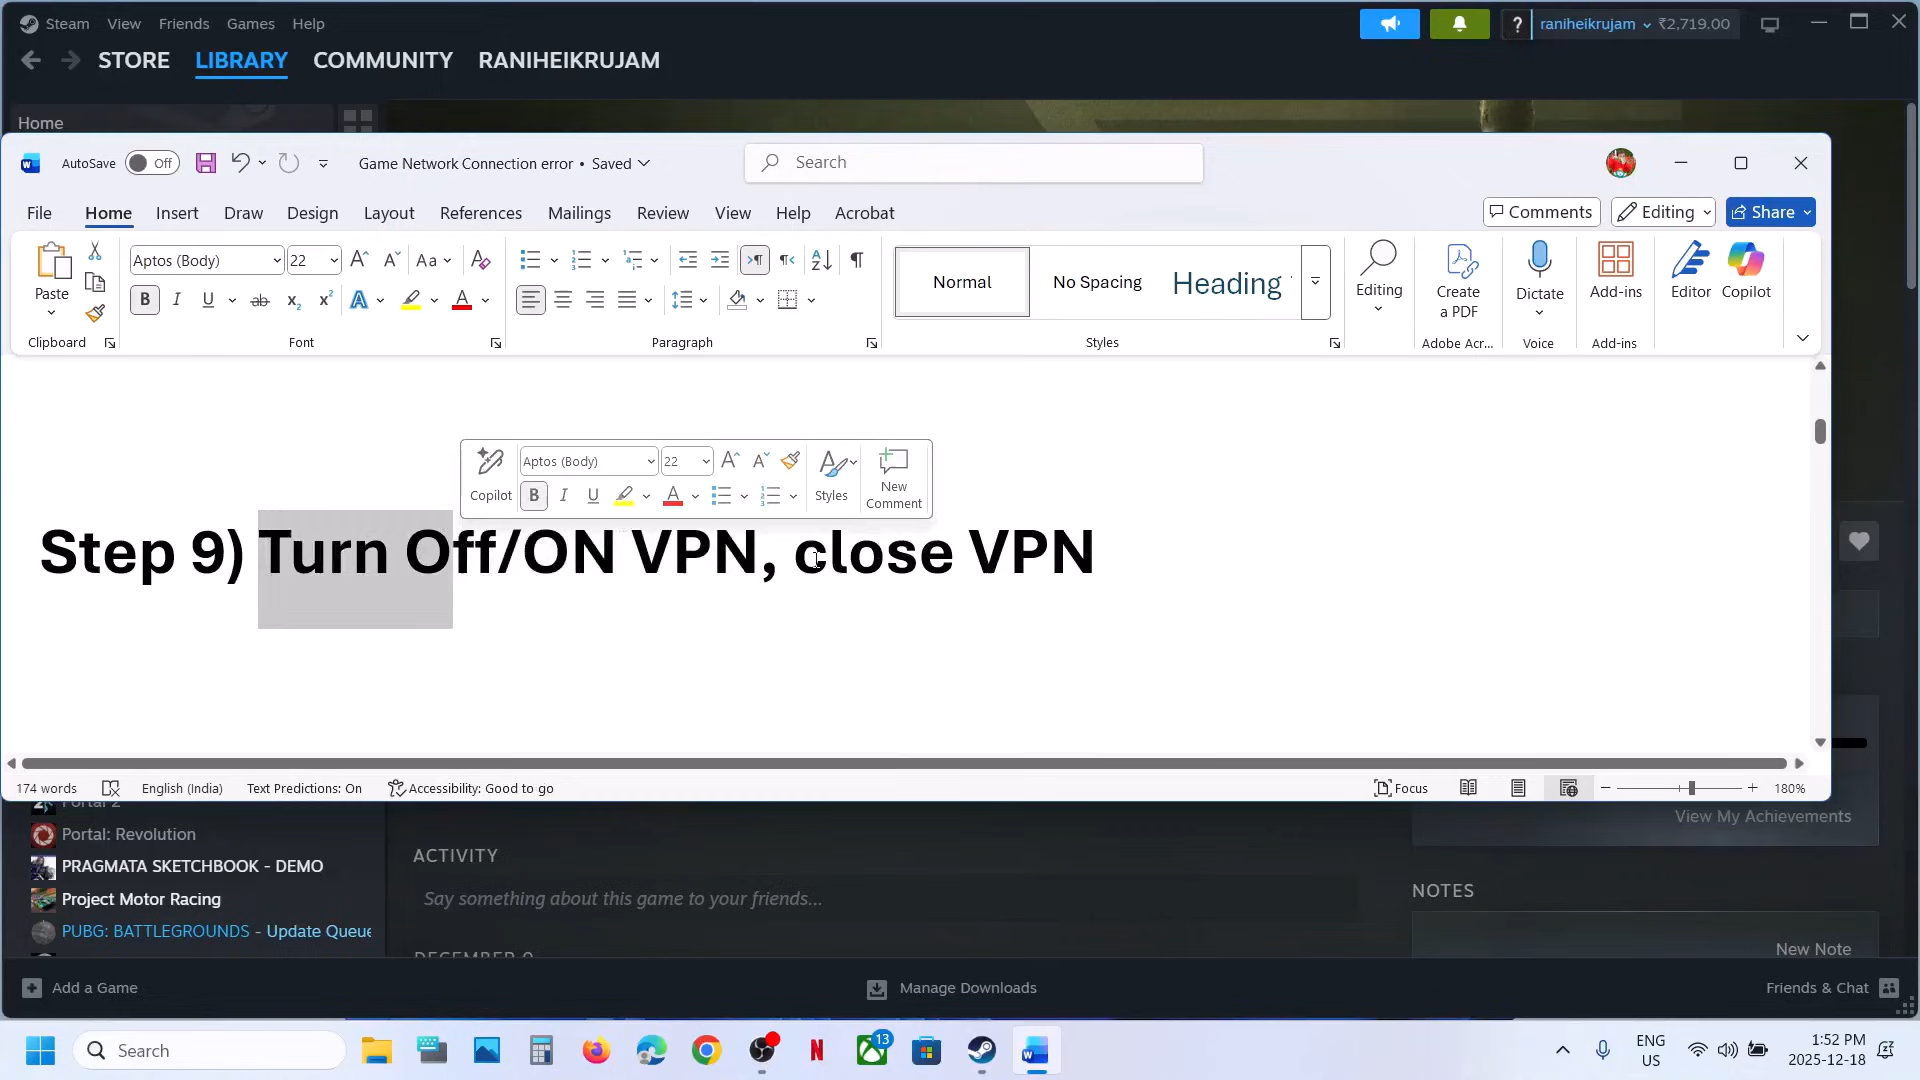 Steam View Friends Games Help
? raniheikrujam ₹2,719.00
STORE LIBRARY COMMUNITY RANIHEIKRUJAM
Home
AutoSave Off Game Network Connection error • Saved Search
File Home Insert Draw Design Layout References Mailings Review View Help Acrobat Comments Editing Share
Paste Aptos (Body) 22 Normal No Spacing Heading Editing Create a PDF Dictate Add-ins Editor Copilot
Clipboard Font Paragraph Styles Adobe Acr... Voice Add-ins
Aptos (Body) 22
Copilot Styles New Comment
Step 9) Turn Off/ON VPN, close VPN
174 words English (India) Text Predictions: On Accessibility: Good to go Focus 180%
Portal 2
Portal: Revolution
PRAGMATA SKETCHBOOK - DEMO
Project Motor Racing
PUBG: BATTLEGROUNDS - Update Queue
View My Achievements
ACTIVITY
Say something about this game to your friends...
DECEMBER 9
NOTES
New Note
Add a Game Manage Downloads Friends & Chat
Search 13 ENG US 1:52 PM 2025-12-18